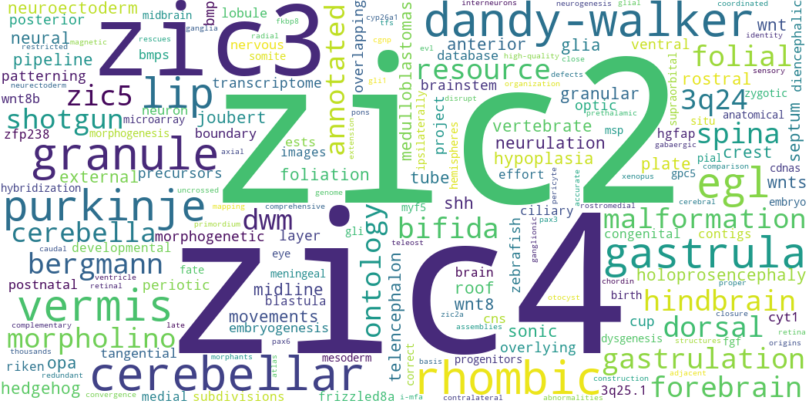 neuroectoderm
posterior
midbrain
bmp
lobule
fkbp8
cyp26a1
tfs
interneurons
neurogenesis
glial
coordinated
zic3
ganglia
radial
annotated
overlapping
dandy-walker
wnt
identity
diencephalic
neural
bmps
nervous
somite
rescues
magnetic
restricted
cgnp
evl
close
high-quality
anterior
glia
ventral
pipeline
patterning
neurectoderm
transcriptome
medulloblastomas
database
defects
folial
sensory
wnt8b
zic5
lip
neuron
joubert
resource
granular
optic
supraorbital
rostral
zygotic
shotgun
microarray
boundary
zic2
ipsilaterally
brainstem
disrupt
organization
prethalamic
3q24
anatomical
septum
zfp238
morphogenesis
ests
images
project
hemispheres
vertebrate
msp
situ
spina
granule
axial
neurulation
gabaergic
hgfap
pial
crest
cdnas
external
precursors
foliation
extension
pons
tube
effort
hypoplasia
plate
comparison
egl
wnts
hybridization
uncrossed
comprehensive
genome
myf5
shh
ciliary
pericyte
accurate
xenopus
gpc5
cerebral
embryo
purkinje
mapping
primordium
dwm
gli
bifida
pax3
rostromedial
malformation
cerebella
morphogenetic
layer
ontology
teleost
zebrafish
ganglionic
congenital
contigs
gastrula
caudal
developmental
bergmann
ventricle
fate
eye
zic4
telencephalon
brain
otocyst
chordin
proper
postnatal
retinal
periotic
meningeal
midline
roof
birth
holoprosencephaly
vermis
blastula
movements
wnt8
hindbrain
closure
retina
complementary
late
embryogenesis
zic2a
cns
sonic
cup
dysgenesis
dorsal
cyt1
morpholino
pax6
assemblies
overlying
fgf
origins
thousands
tangential
mesoderm
correct
basis
progenitors
structures
gastrulation
riken
opa
redundant
morphants
atlas
cerebellar
rhombic
construction
adjacent
hedgehog
convergence
medial
subdivisions
frizzled8a
i-mfa
contralateral
3q25.1
abnormalities
forebrain